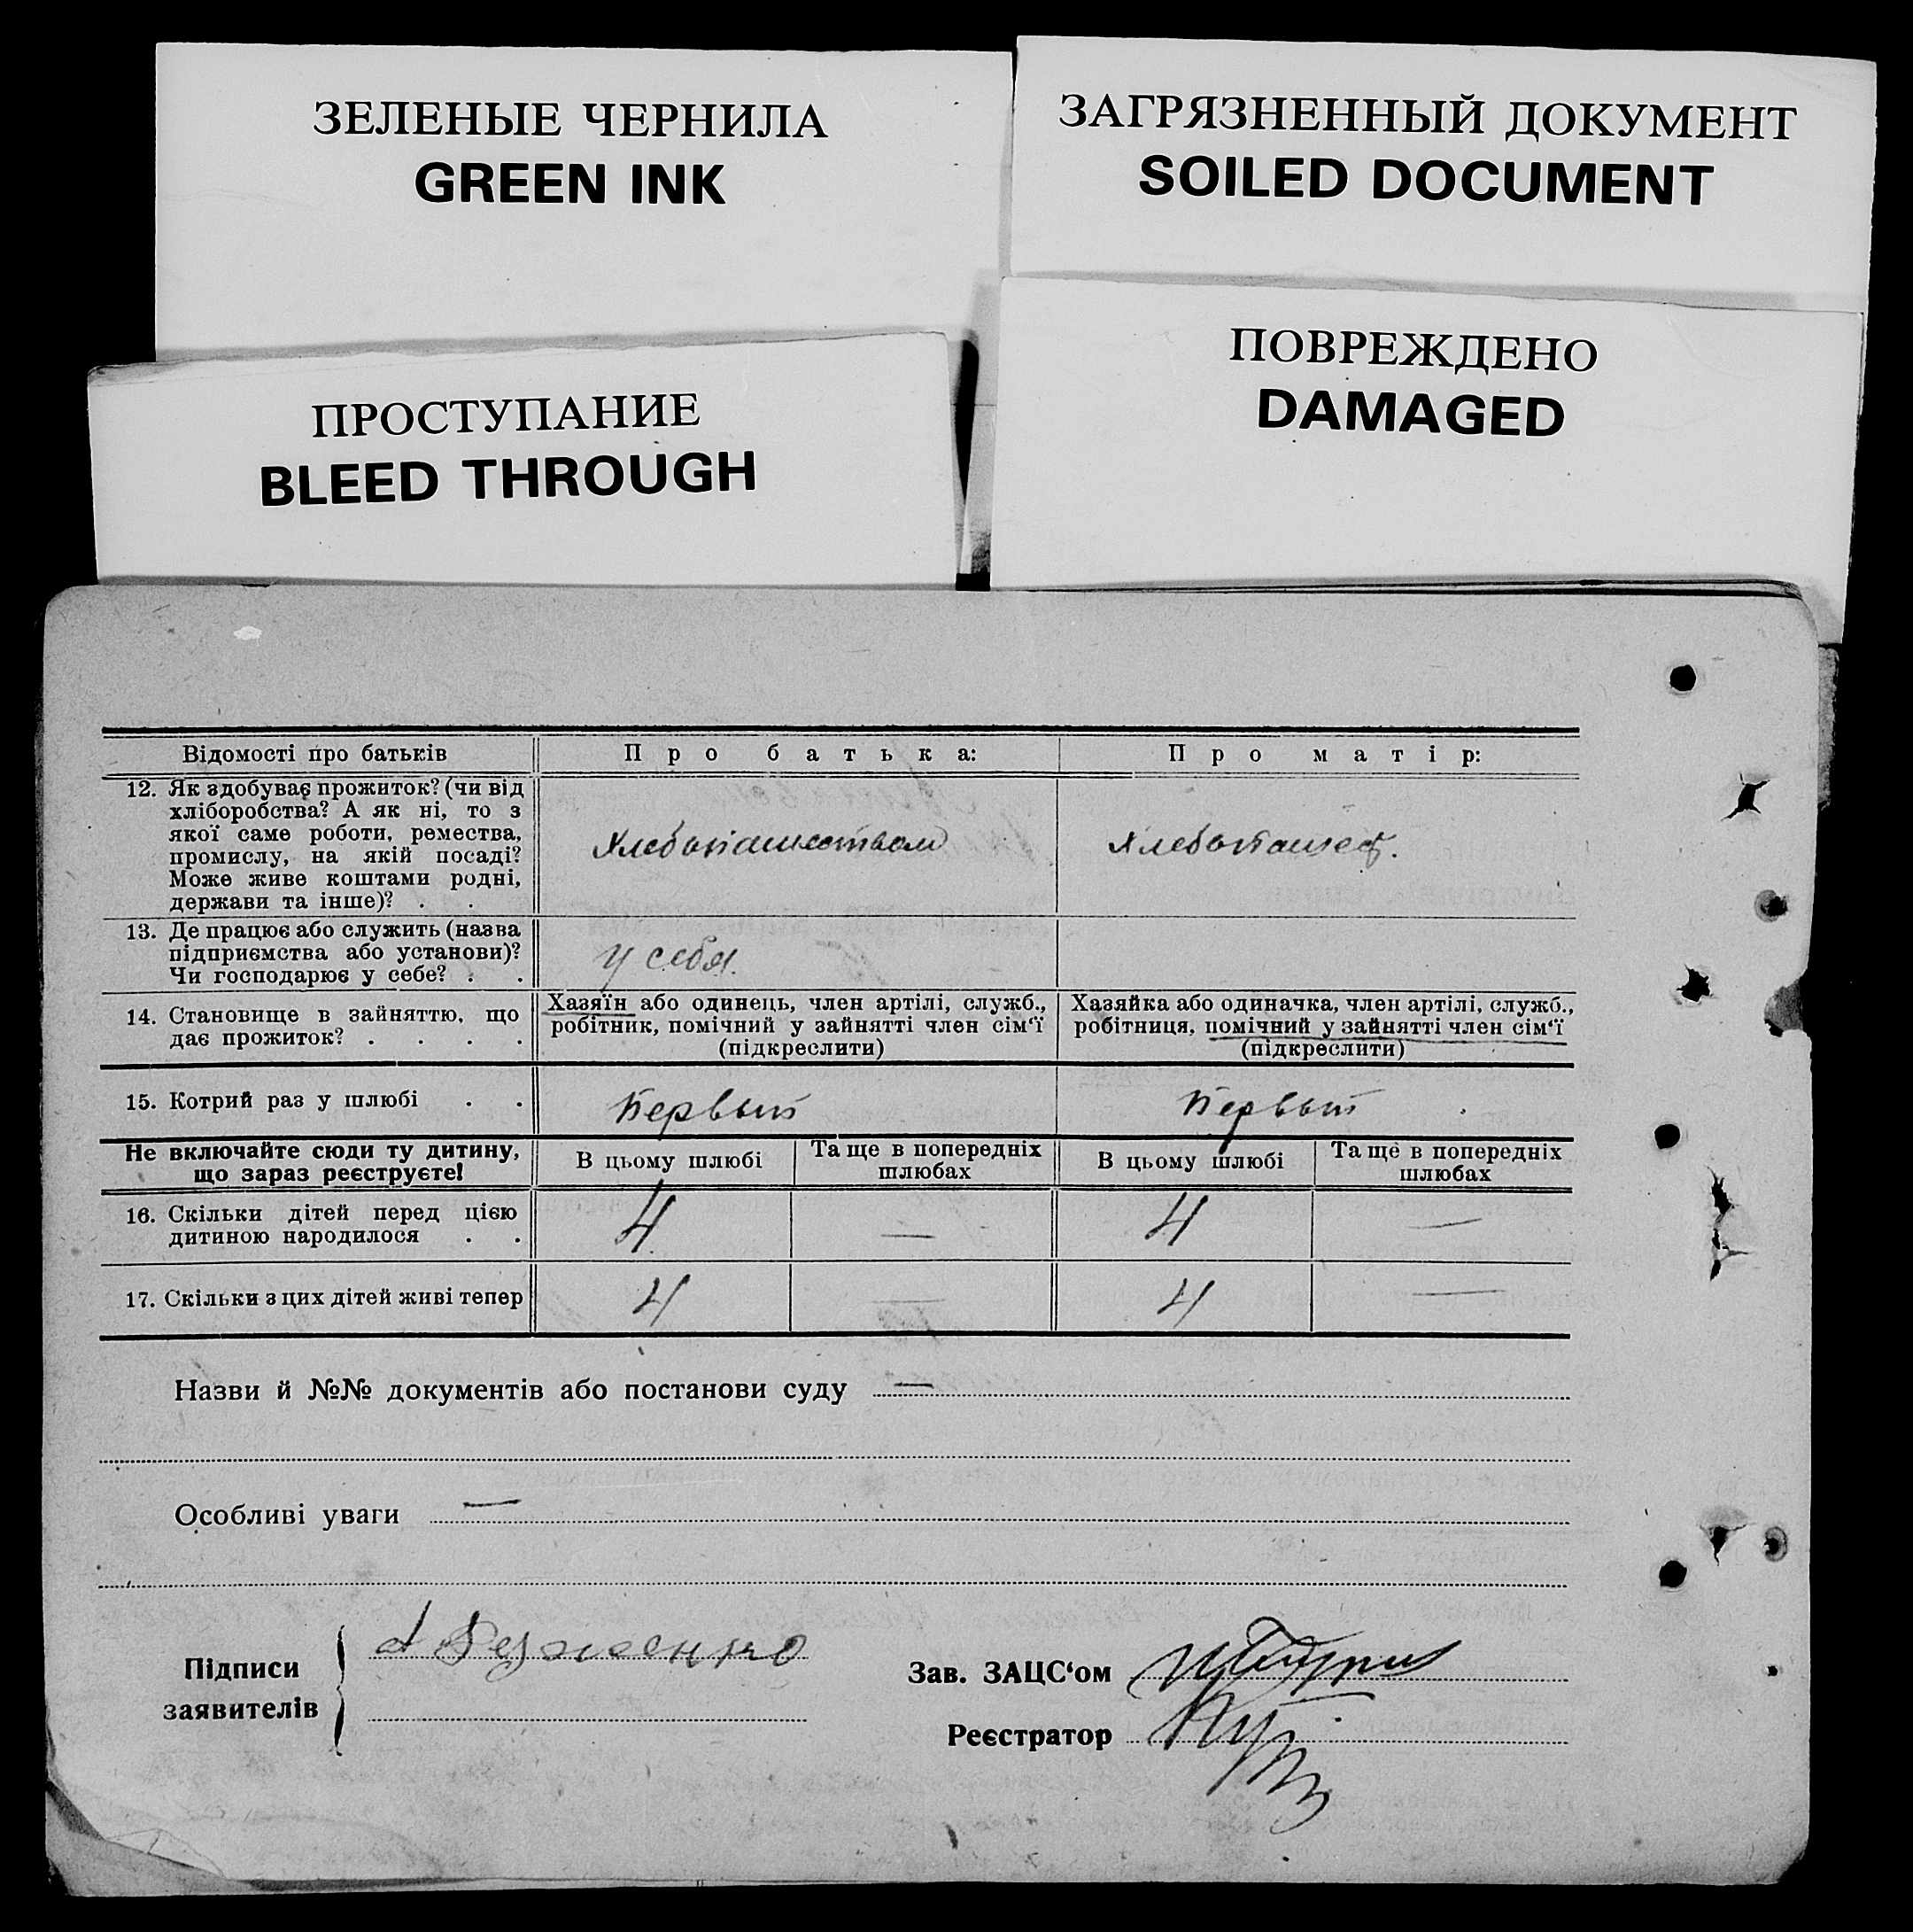 ЗЕЛЕНЫЕ ЧЕРНИЛА
GREEN INK
ЗАГРЯЗНЕННЫЙ ДОКУМЕНТ
SOILED DOCUMENT
ПРОСТУПАНИЕ
BLEED THROUGH
ПОВРЕЖДЕНО
DAMAGED
Відомості про батьків
Про батька:
Про матір:
12. Як здобуває прожиток? (чи від
хліборобства? А як ні, то з
якої саме роботи, ремества,
промислу, на якій посаді?
Може живе коштами родні,
держави та інше)? . .
Хлебопашеством
Хлебопашест.
13. Де працює або служить (назва
підприємства або установи)?
Чи господарює у себе? . .
У себя.
14. Становище в зайняттю, що
дає прожиток? . . . .
Хазяїн або одинець, член артілі, служб.,
робітник, помічний у зайнятті член сім'ї
(підкреслити)
Хазяйка або одиначка, член артілі, служб.,
робітниця, помічний у зайнятті член сім'ї
(підкреслити)
15. Котрий раз у шлюбі . .
Первый
Первый
Не включайте сюди ту дитину,
що зараз реєструєте!
В цьому шлюбі
Та ще в попередніх
шлюбах
В цьому шлюбі
Та ще в попередніх
шлюбах
16. Скільки дітей перед цією
дитиною народилося . .
4 — 4 —
17. Скільки з цих дітей живі тепер
4 — 4 —
Назви й №№ документів або постанови суду —
Особливі уваги —
Підписи
заявителів
Зав. ЗАЦС‘ом
Реєстратор